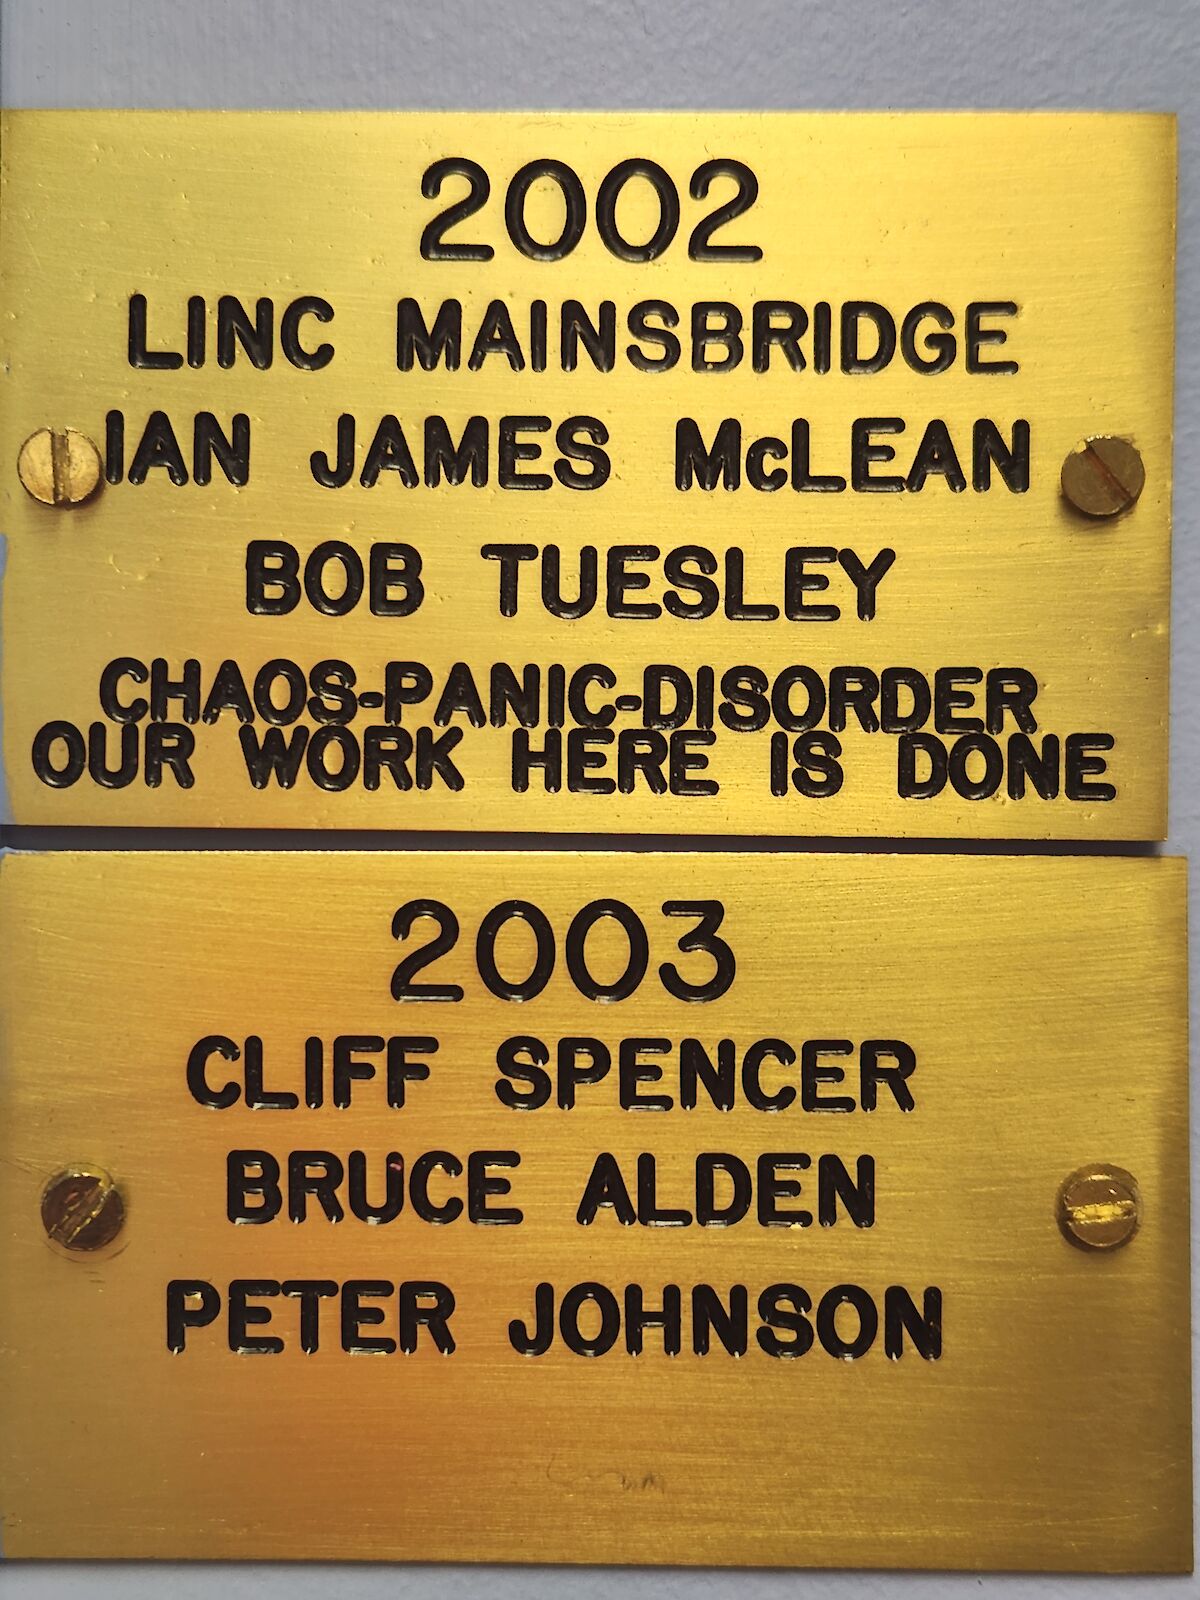 2002
LINC MAINSBRIDGE
IAN JAMES McLEAN
BOB TUESLEY
CHAOS-PANIC-DISORDER
OUR WORK HERE IS DONE
2003
CLIFF SPENCER
BRUCE ALDEN
PETER JOHNSON